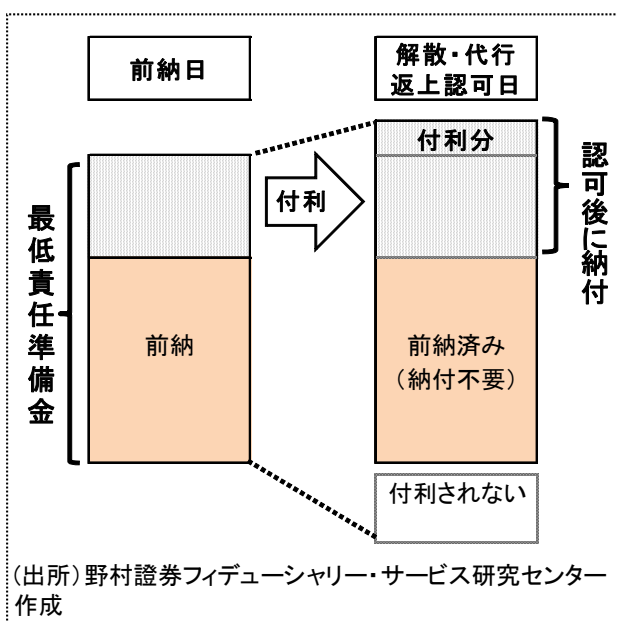 前納日
解散・代行
返上認可日
付利分
付利
認可後に納付
最低責任準備金
前納
前納済み
（納付不要）
付利されない
（出所）野村證券フィデューシャリー・サービス研究センター
作成